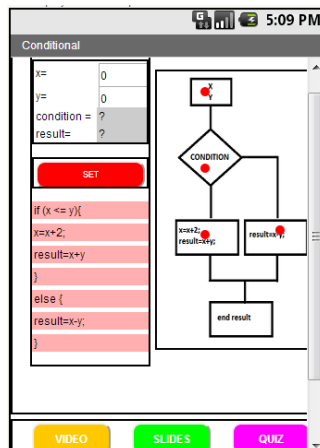 5:09 PM
Conditional
x= 0
y= 0
condition = ?
result= ?
SET
if (x <= y){
x=x+2;
result=x+y
}
else {
result=x-y;
}
X
Y
CONDITION
x=x+2;
result=x+y;
result=x-y;
end result
VIDEO SLIDES QUIZ